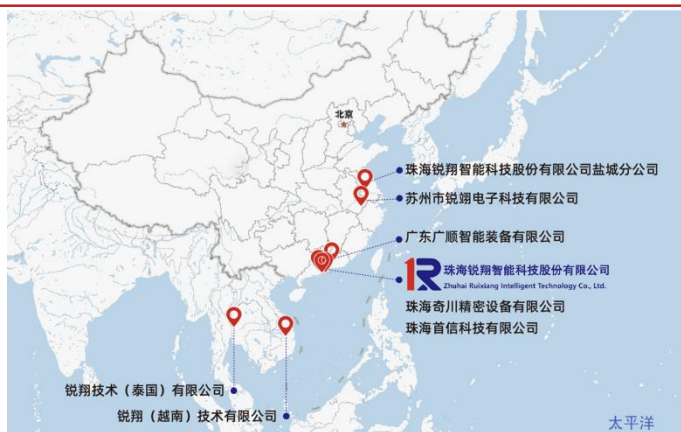 北京
珠海锐翔智能科技股份有限公司盐城分公司
苏州市锐翊电子科技有限公司
广东广顺智能装备有限公司
1R 珠海锐翔智能科技股份有限公司
Zhuhai Ruixiang Intelligent Technology Co., Ltd.
珠海奇川精密设备有限公司
珠海首信科技有限公司
锐翔技术（泰国）有限公司
锐翔（越南）技术有限公司
太平洋